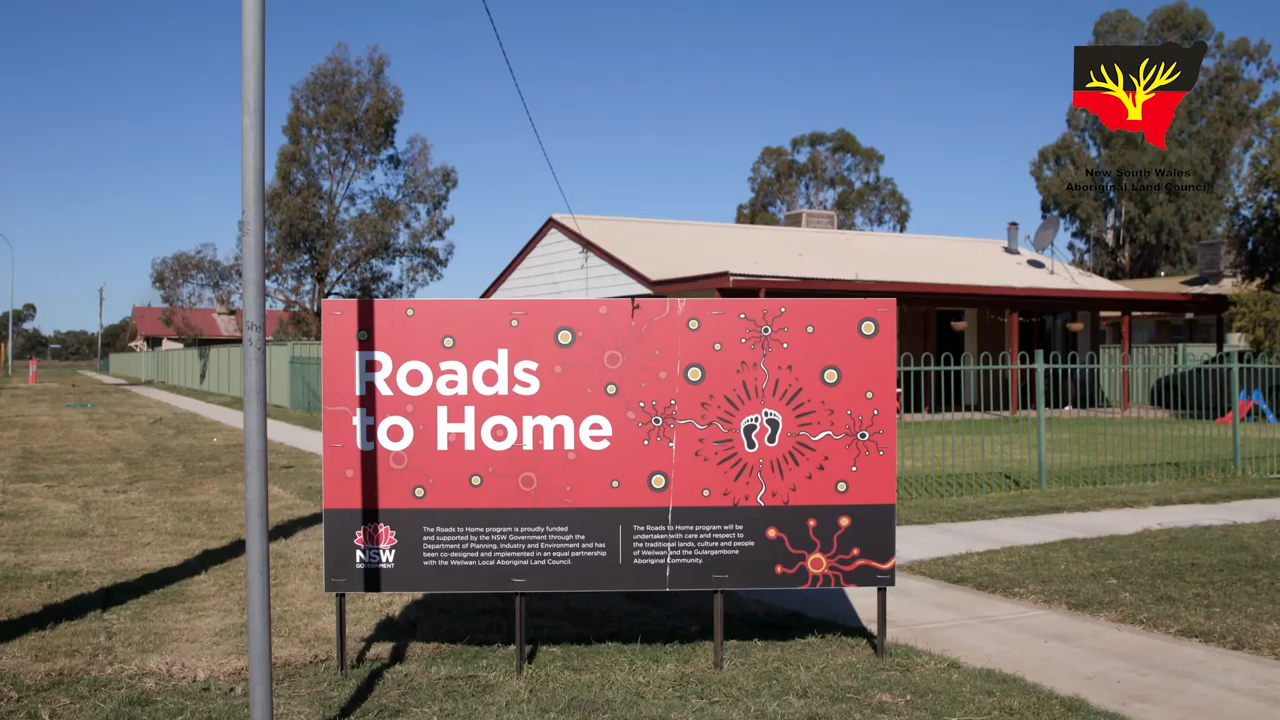 New South Wales
Aboriginal Land Council
Roads
to Home
NSW
GOVERNMENT
The Roads to Home program is proudly funded
and supported by the NSW Government through the
Department of Planning, Industry and Environment and has
been co-designed and implemented in an equal partnership
with the Weilwan Local Aboriginal Land Council.
The Roads to Home program will be
undertaken with care and respect to
the traditional lands, culture and people
of Weilwan and the Gulargambone
Aboriginal Community.